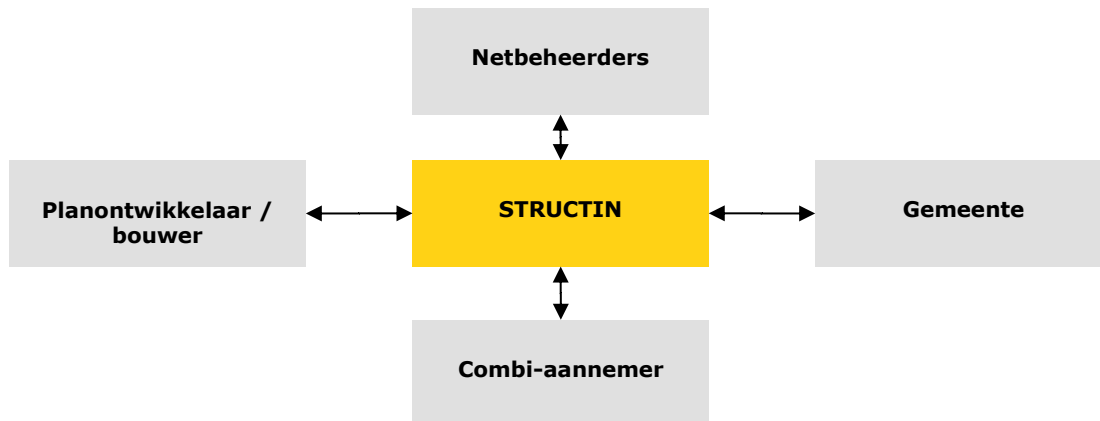 Netbeheerders
Planontwikkelaar /
bouwer
STRUCTIN
Gemeente
Combi-aannemer